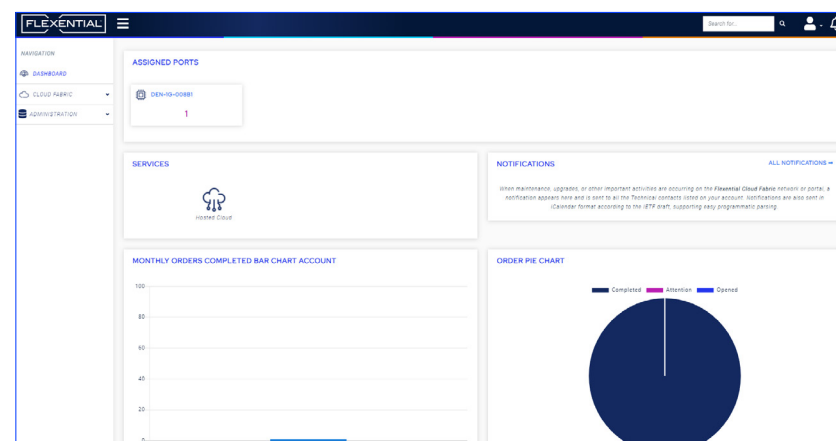 FLEXENTIAL
Search for...
NAVIGATION
DASHBOARD
CLOUD FABRIC
ADMINISTRATION
ASSIGNED PORTS
DEN-1G-00981
1
SERVICES
Hosted Cloud
NOTIFICATIONS
ALL NOTIFICATIONS
When maintenance, upgrades, or other important activities are occurring on the Flexential Cloud Fabric network or portal, a
notification appears here and is sent to all the Technical contacts listed on your account. Notifications are also sent in
iCalendar format according to the IETF draft, supporting easy programmatic parsing.
MONTHLY ORDERS COMPLETED BAR CHART ACCOUNT
100
80
60
40
20
0
ORDER PIE CHART
Completed Attention Opened